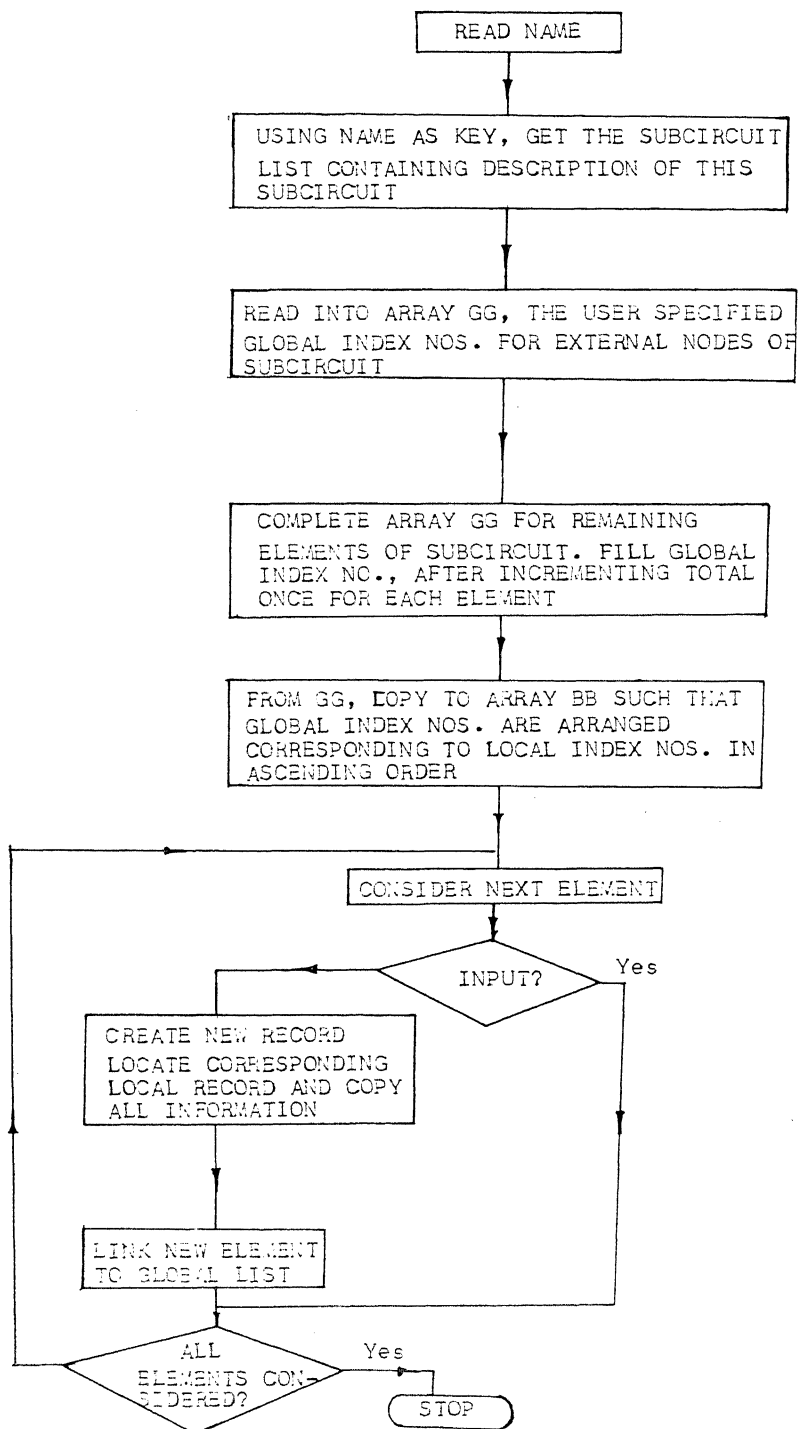 READ NAME
USING NAME AS KEY, GET THE SUBCIRCUIT
LIST CONTAINING DESCRIPTION OF THIS
SUBCIRCUIT
READ INTO ARRAY GG, THE USER SPECIFIED
GLOBAL INDEX NOS. FOR EXTERNAL NODES OF
SUBCIRCUIT
COMPLETE ARRAY GG FOR REMAINING
ELEMENTS OF SUBCIRCUIT. FILL GLOBAL
INDEX NO., AFTER INCREMENTING TOTAL
ONCE FOR EACH ELEMENT
FROM GG, COPY TO ARRAY BB SUCH THAT
GLOBAL INDEX NOS. ARE ARRANGED
CORRESPONDING TO LOCAL INDEX NOS. IN
ASCENDING ORDER
CONSIDER NEXT ELEMENT
INPUT?
Yes
CREATE NEW RECORD
LOCATE CORRESPONDING
LOCAL RECORD AND COPY
ALL INFORMATION
LINK NEW ELEMENT
TO GLOBAL LIST
ALL
ELEMENTS CON-
SIDERED?
Yes
STOP